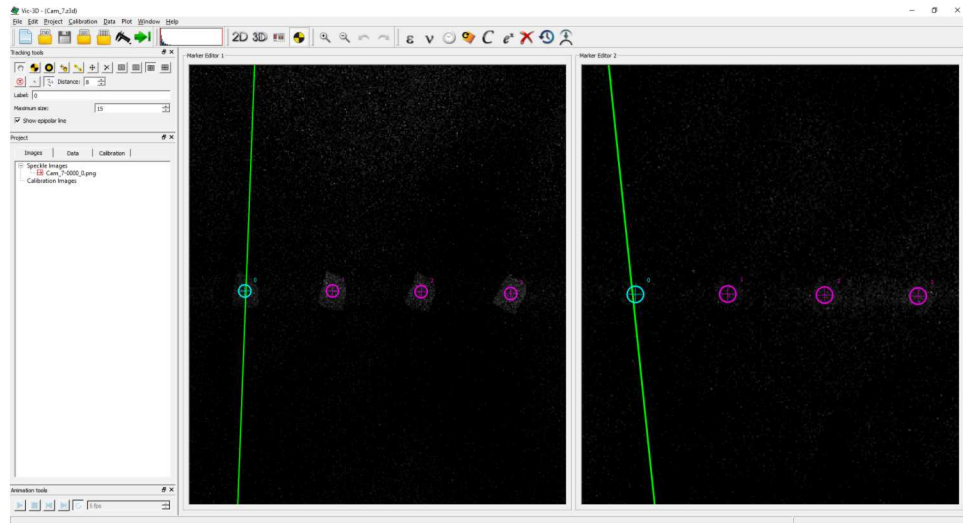 Vic-3D - (Cam_7.z3d)
File Edit Project Calibration Data Plot Window Help
2D 3D
ε ν C
Tracking tools
Distance: 8
Label: 0
Maximum size: 15
Show epipolar line
Project
Images Data Calibration
Speckle Images
Cam_7-0000_0.png
Calibration Images
Animation tools
5 fps
Marker Editor 1
0
Marker Editor 2
0